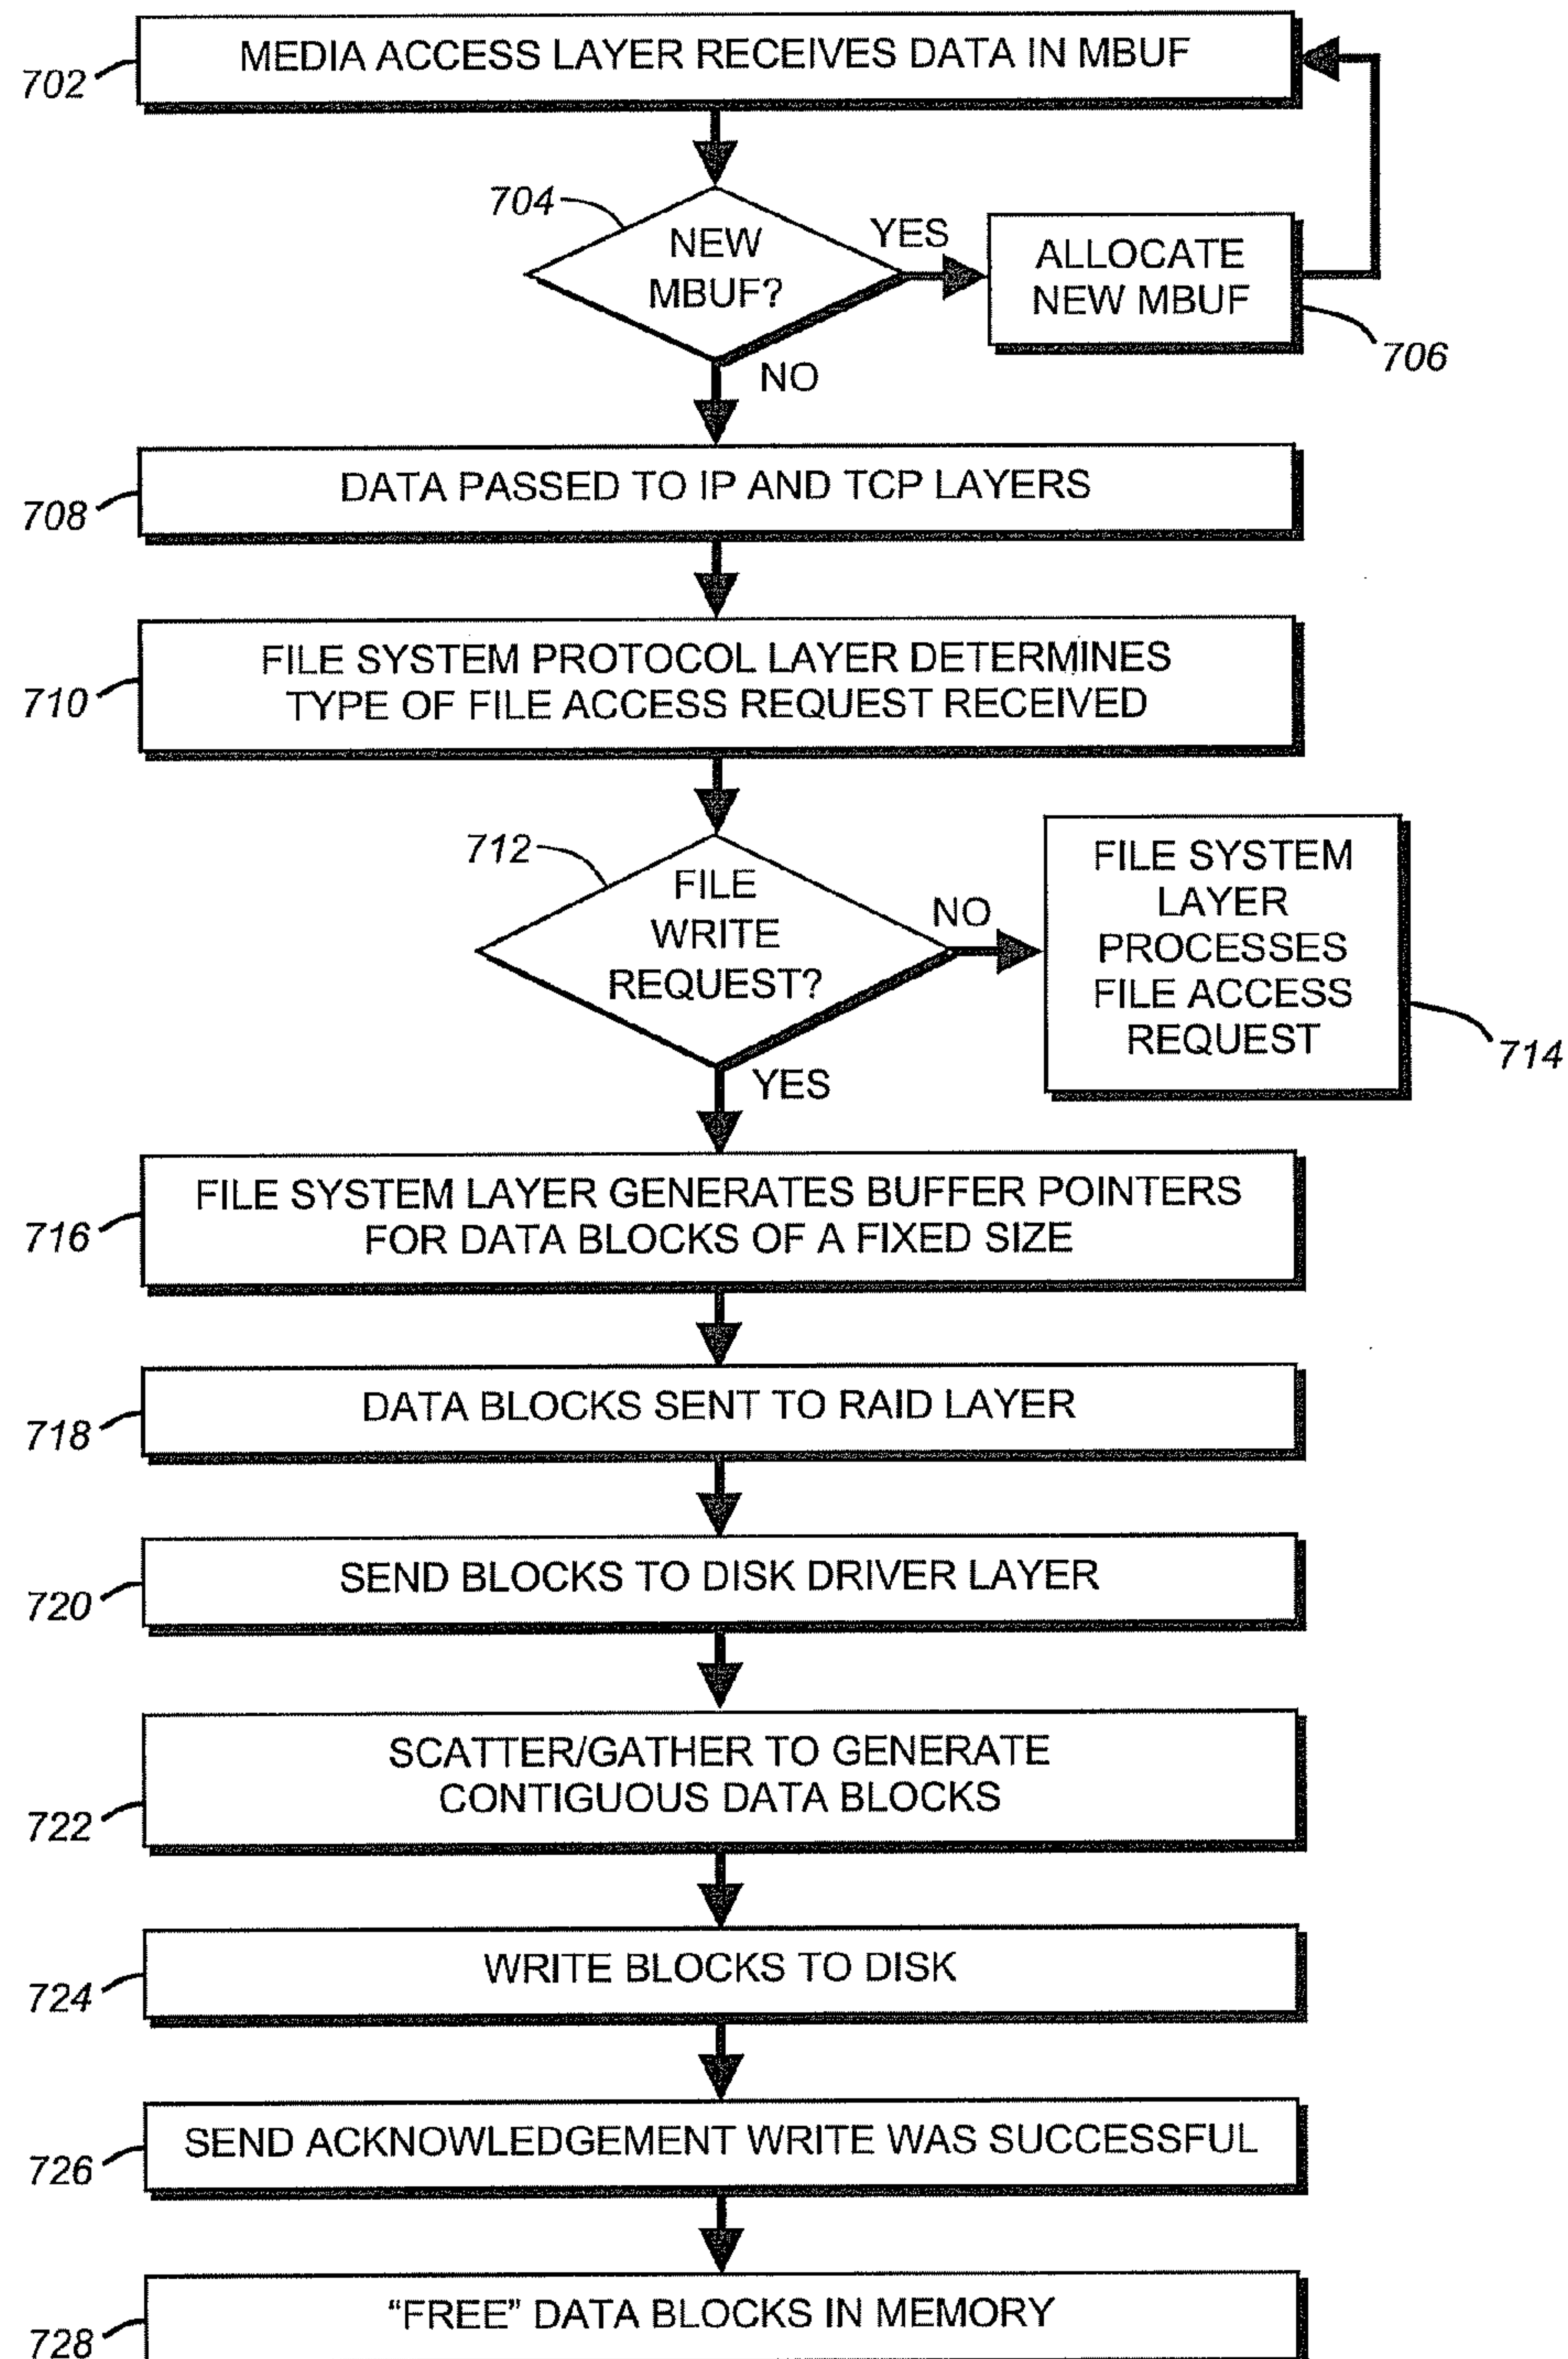 702
MEDIA ACCESS LAYER RECEIVES DATA IN MBUF
704
NEW
MBUF?
YES
ALLOCATE
NEW MBUF
706
NO
708
DATA PASSED TO IP AND TCP LAYERS
710
FILE SYSTEM PROTOCOL LAYER DETERMINES
TYPE OF FILE ACCESS REQUEST RECEIVED
712
FILE
WRITE
REQUEST?
NO
FILE SYSTEM
LAYER
PROCESSES
FILE ACCESS
REQUEST
714
YES
716
FILE SYSTEM LAYER GENERATES BUFFER POINTERS
FOR DATA BLOCKS OF A FIXED SIZE
718
DATA BLOCKS SENT TO RAID LAYER
720
SEND BLOCKS TO DISK DRIVER LAYER
722
SCATTER/GATHER TO GENERATE
CONTIGUOUS DATA BLOCKS
724
WRITE BLOCKS TO DISK
726
SEND ACKNOWLEDGEMENT WRITE WAS SUCCESSFUL
728
“FREE” DATA BLOCKS IN MEMORY